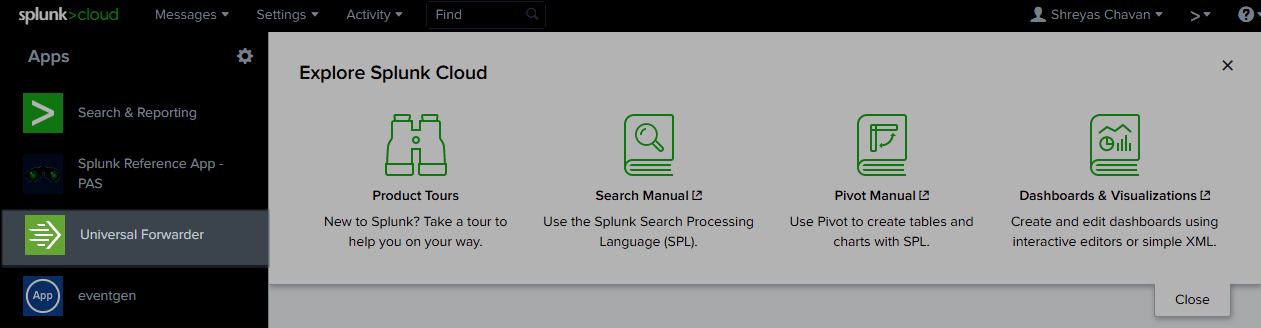 splunk>cloud Messages Settings Activity Find Shreyas Chavan >
Apps
Explore Splunk Cloud
Search & Reporting
Splunk Reference App -
PAS
Universal Forwarder
App eventgen
Product Tours
New to Splunk? Take a tour to
help you on your way.
Search Manual
Use the Splunk Search Processing
Language (SPL).
Pivot Manual
Use Pivot to create tables and
charts with SPL.
Dashboards & Visualizations
Create and edit dashboards using
interactive editors or simple XML.
Close